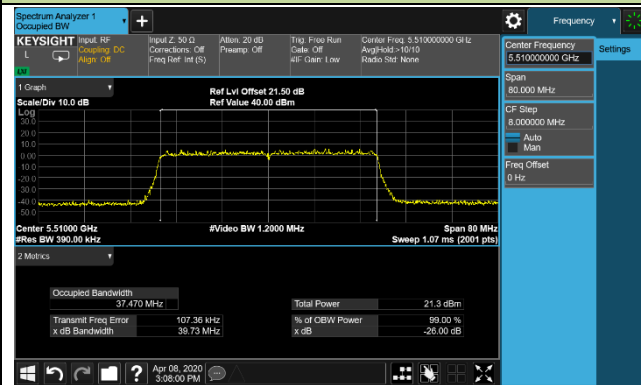 Spectrum Analyzer 1
Occupied BW
+
Frequency
KEYSIGHT
Input: RF
Coupling: DC
Align: Off
Input Z: 50 Ω
Corrections: Off
Freq Ref: Int (S)
Atten: 20 dB
Preamp: Off
Trig: Free Run
Gate: Off
#IF Gain: Low
Center Freq: 5.510000000 GHz
Avg|Hold:>10/10
Radio Std: None
L
LW
Center Frequency
5.510000000 GHz
Settings
Span
80.000 MHz
CF Step
8.000000 MHz
Auto
Man
Freq Offset
0 Hz
1 Graph
Scale/Div 10.0 dB
Ref Lvl Offset 21.50 dB
Ref Value 40.00 dBm
Log
30.0
20.0
10.0
0.00
-10.0
-20.0
-30.0
-40.0
-50.0
Center 5.51000 GHz
#Res BW 390.00 kHz
#Video BW 1.2000 MHz
Span 80 MHz
Sweep 1.07 ms (2001 pts)
2 Metrics
Occupied Bandwidth
37.470 MHz
Total Power 21.3 dBm
Transmit Freq Error 107.36 kHz
% of OBW Power 99.00 %
x dB Bandwidth 39.73 MHz
x dB -26.00 dB
?
Apr 08, 2020
3:08:00 PM